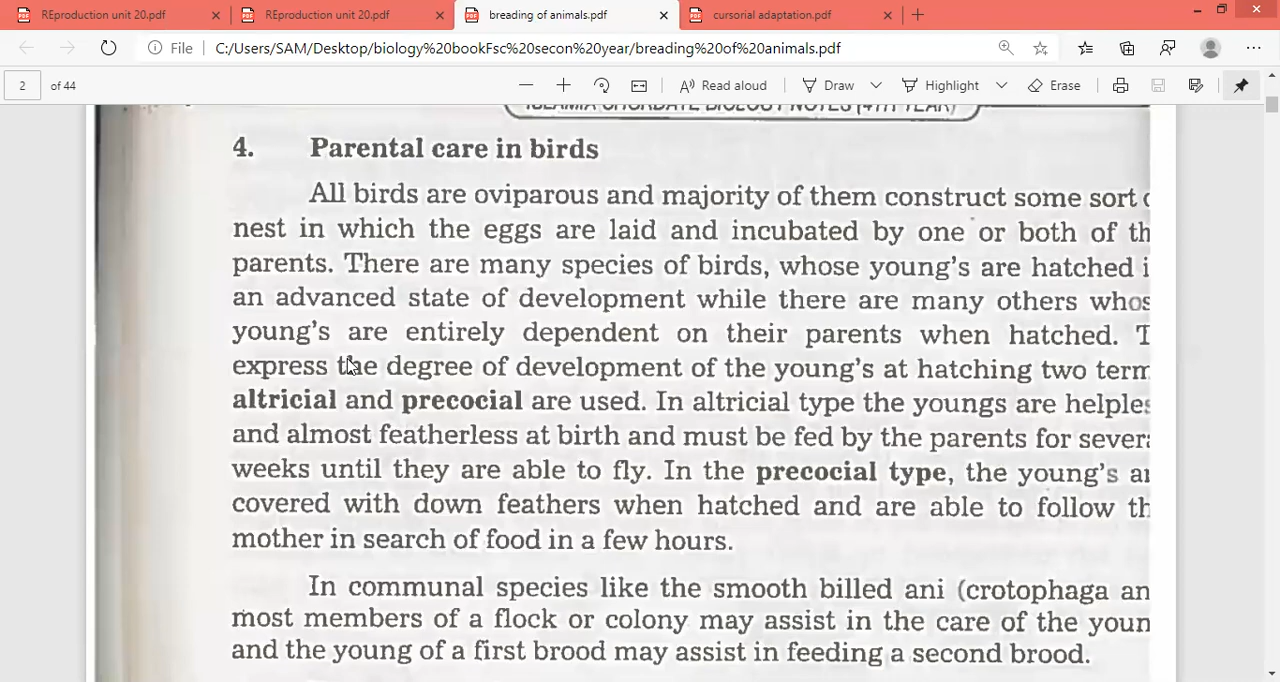 REproduction unit 20.pdf
REproduction unit 20.pdf
breading of animals.pdf
cursorial adaptation.pdf
File
C:/Users/SAM/Desktop/biology%20bookFsc%20secon%20year/breading%20of%20animals.pdf
2 of 44
Read aloud
Draw
Highlight
Erase
ISLAMIA CHORDATE BIOLOGY NOTES (4TH YEAR)
4. Parental care in birds
All birds are oviparous and majority of them construct some sort
nest in which the eggs are laid and incubated by one or both of th
parents. There are many species of birds, whose young's are hatched i
an advanced state of development while there are many others whos
young's are entirely dependent on their parents when hatched. T
express the degree of development of the young's at hatching two term
altricial and precocial are used. In altricial type the youngs are helples
and almost featherless at birth and must be fed by the parents for severa
weeks until they are able to fly. In the precocial type, the young's ar
covered with down feathers when hatched and are able to follow th
mother in search of food in a few hours.
In communal species like the smooth billed ani (crotophaga an
most members of a flock or colony may assist in the care of the youn
and the young of a first brood may assist in feeding a second brood.